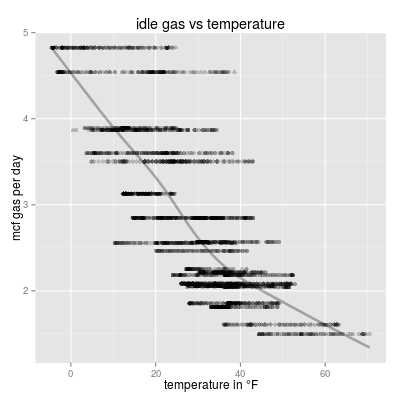 idle gas vs temperature
5
4
3
2
mcf gas per day
0 20 40 60
temperature in °F